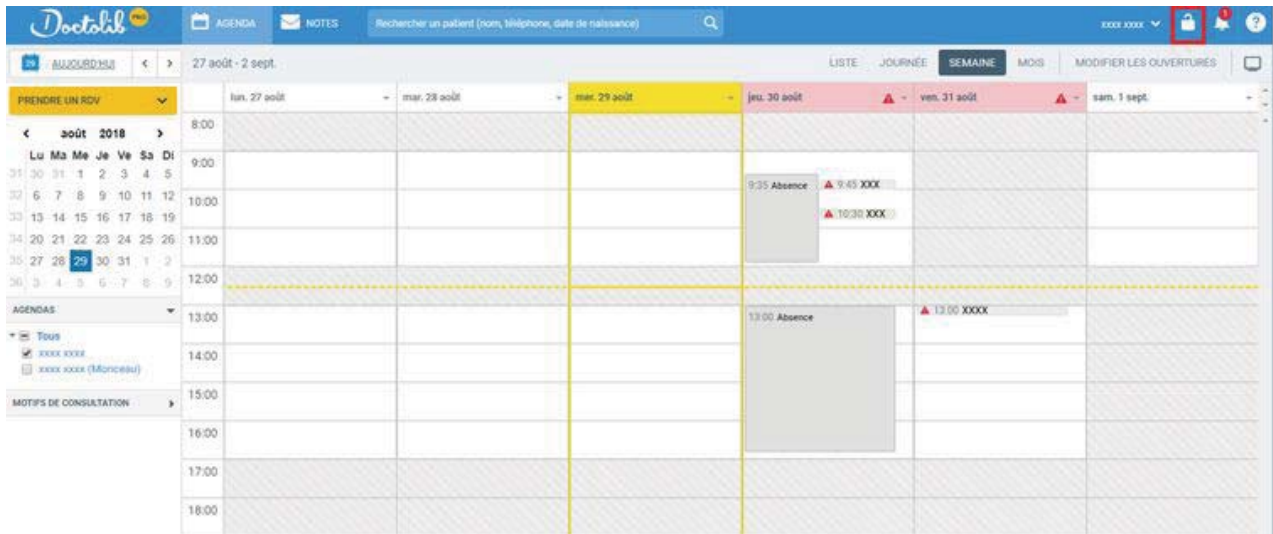 Doctolib PRO AGENDA NOTES Rechercher un patient (nom, téléphone, date de naissance) xxxx xxxx 1 ?
29 AUJOURD'HUI < > 27 août - 2 sept. LISTE JOURNÉE SEMAINE MOIS MODIFIER LES OUVERTURES
PRENDRE UN RDV
lun. 27 août mar. 28 août mer. 29 août jeu. 30 août ven. 31 août sam. 1 sept.
< août 2018 >
Lu Ma Me Je Ve Sa Di
31 30 31 1 2 3 4 5
32 6 7 8 9 10 11 12
33 13 14 15 16 17 18 19
34 20 21 22 23 24 25 26
35 27 28 29 30 31 1 2
36 3 4 5 6 7 8 9
AGENDAS
Tous
xxxx xxxx
xxxx xxxx (Monceau)
MOTIFS DE CONSULTATION
8:00
9:00
9:35 Absence 9:45 XXX
10:00
10:30 XXX
11:00
12:00
13:00
13:00 Absence 13:00 XXXX
14:00
15:00
16:00
17:00
18:00